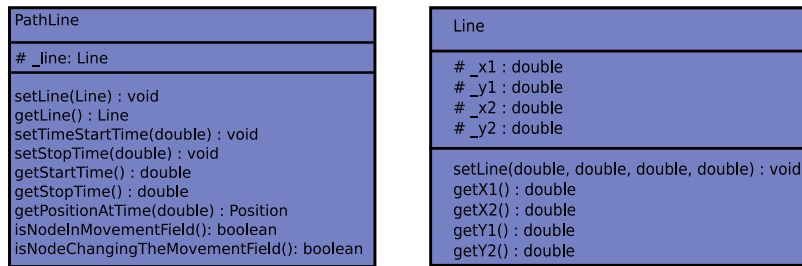 PathLine
# _line: Line
setLine(Line) : void
getLine() : Line
setTimeStartTime(double) : void
setStopTime(double) : void
getStartTime() : double
getStopTime() : double
getPositionAtTime(double) : Position
isNodeInMovementField(): boolean
isNodeChangingTheMovementField(): boolean
Line
# _x1 : double
# _y1 : double
# _x2 : double
# _y2 : double
setLine(double, double, double, double) : void
getX1() : double
getX2() : double
getY1() : double
getY2() : double